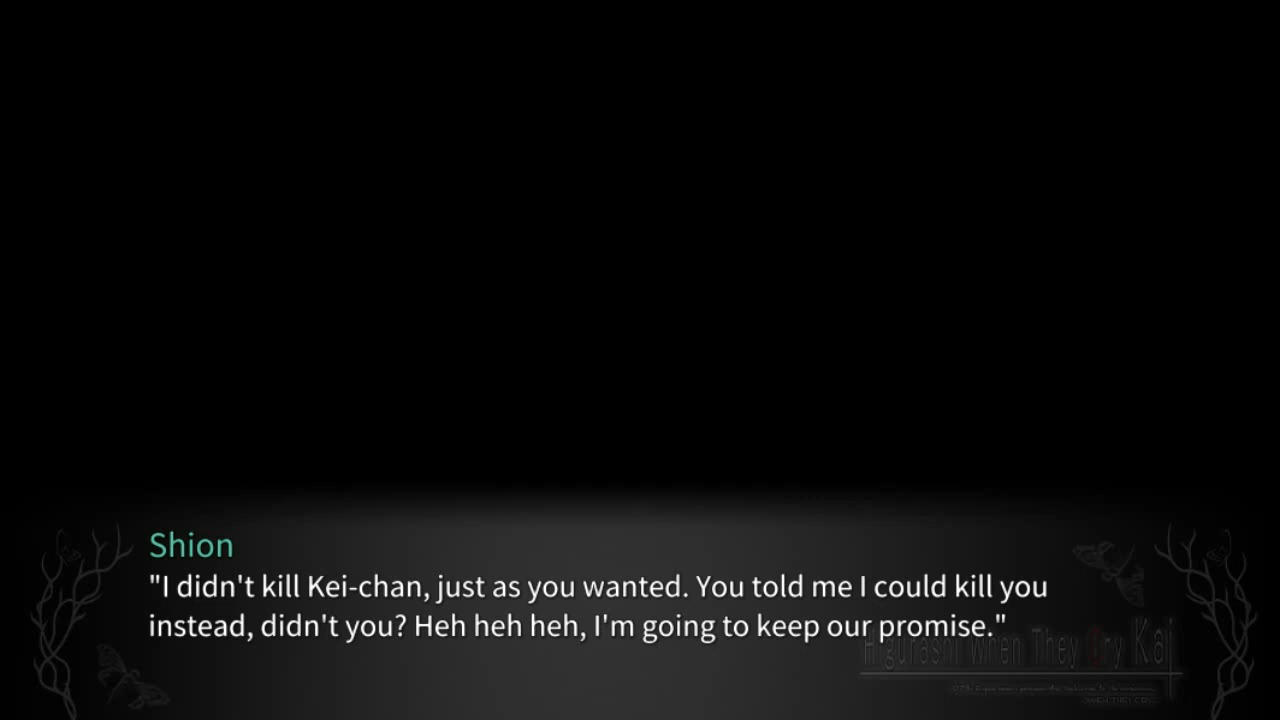 Shion
"I didn't kill Kei-chan, just as you wanted. You told me I could kill you
instead, didn't you? Heh heh heh, I'm going to keep our promise."
Higurashi When They Cry Kai